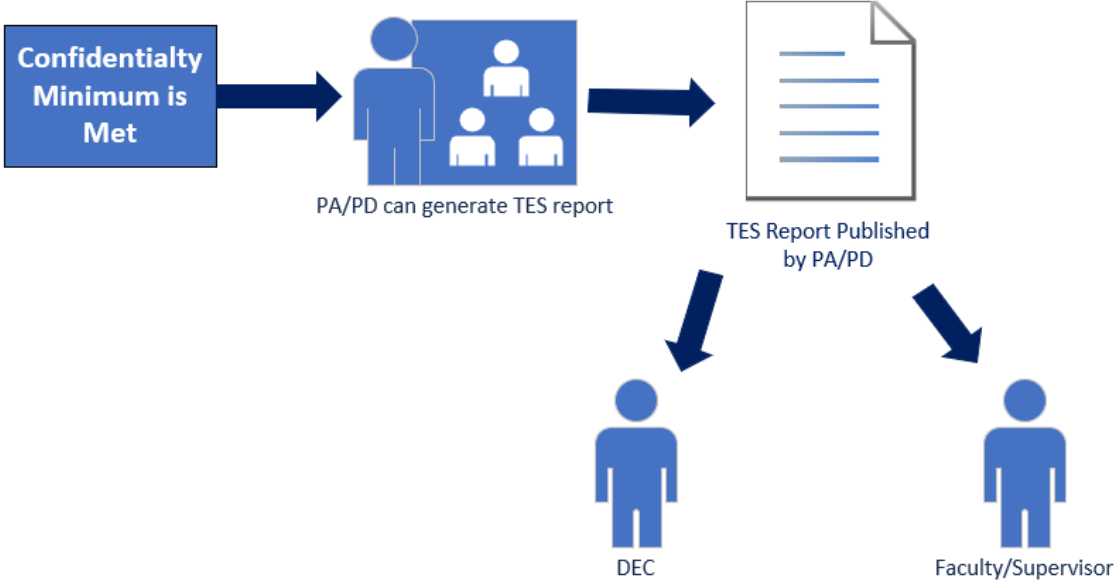 Confidentialty
Minimum is
Met
PA/PD can generate TES report
TES Report Published
by PA/PD
DEC
Faculty/Supervisor